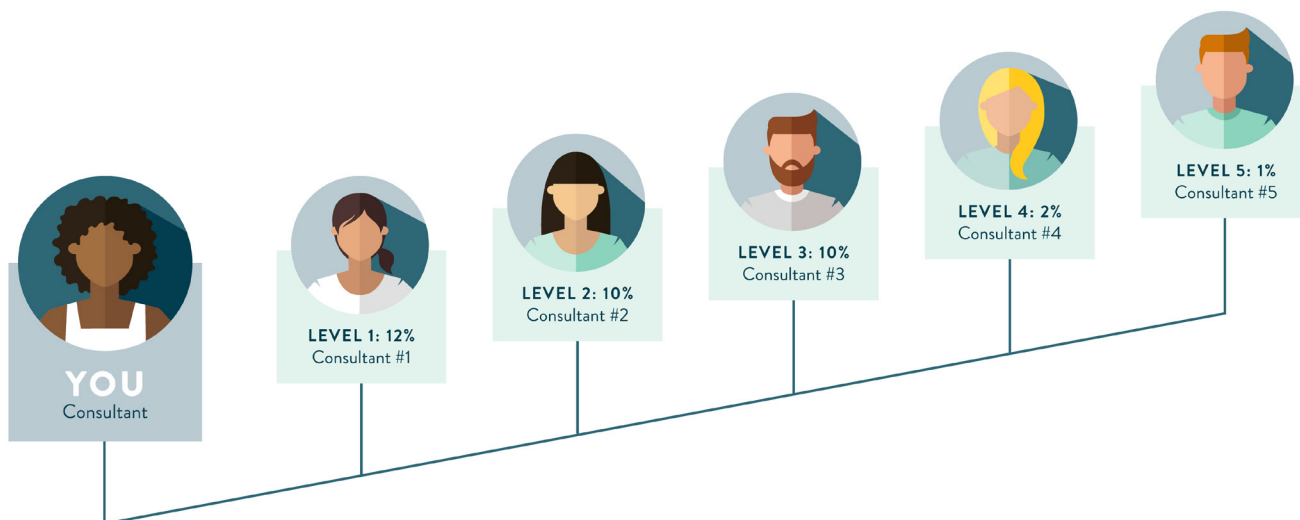 YOU
Consultant
LEVEL 1: 12%
Consultant #1
LEVEL 2: 10%
Consultant #2
LEVEL 3: 10%
Consultant #3
LEVEL 4: 2%
Consultant #4
LEVEL 5: 1%
Consultant #5